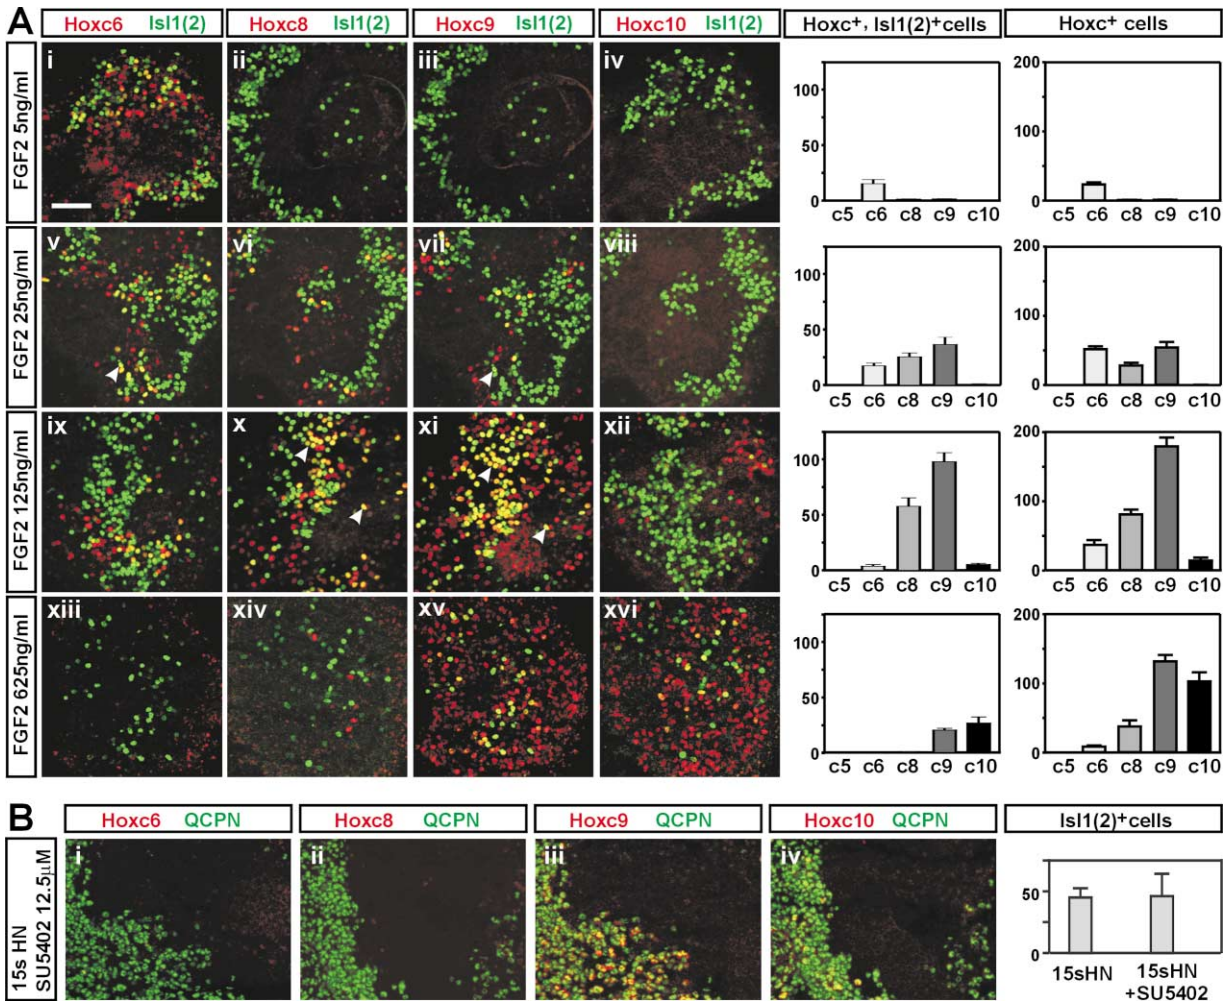 A
Hoxc6 Isl1(2) Hoxc8 Isl1(2) Hoxc9 Isl1(2) Hoxc10 Isl1(2) Hoxc+, Isl1(2)+cells Hoxc+ cells
FGF2 5ng/ml
i ii iii iv
100
50
0
c5 c6 c8 c9 c10
200
100
0
c5 c6 c8 c9 c10
FGF2 25ng/ml
v vi vii viii
100
50
0
c5 c6 c8 c9 c10
200
100
0
c5 c6 c8 c9 c10
FGF2 125ng/ml
ix x xi xii
100
50
0
c5 c6 c8 c9 c10
200
100
0
c5 c6 c8 c9 c10
FGF2 625ng/ml
xiii xiv xv xvi
100
50
0
c5 c6 c8 c9 c10
200
100
0
c5 c6 c8 c9 c10
B
Hoxc6 QCPN Hoxc8 QCPN Hoxc9 QCPN Hoxc10 QCPN Isl1(2)+cells
15s HN
SU5402 12.5μM
i ii iii iv
50
0
15sHN 15sHN
+SU5402